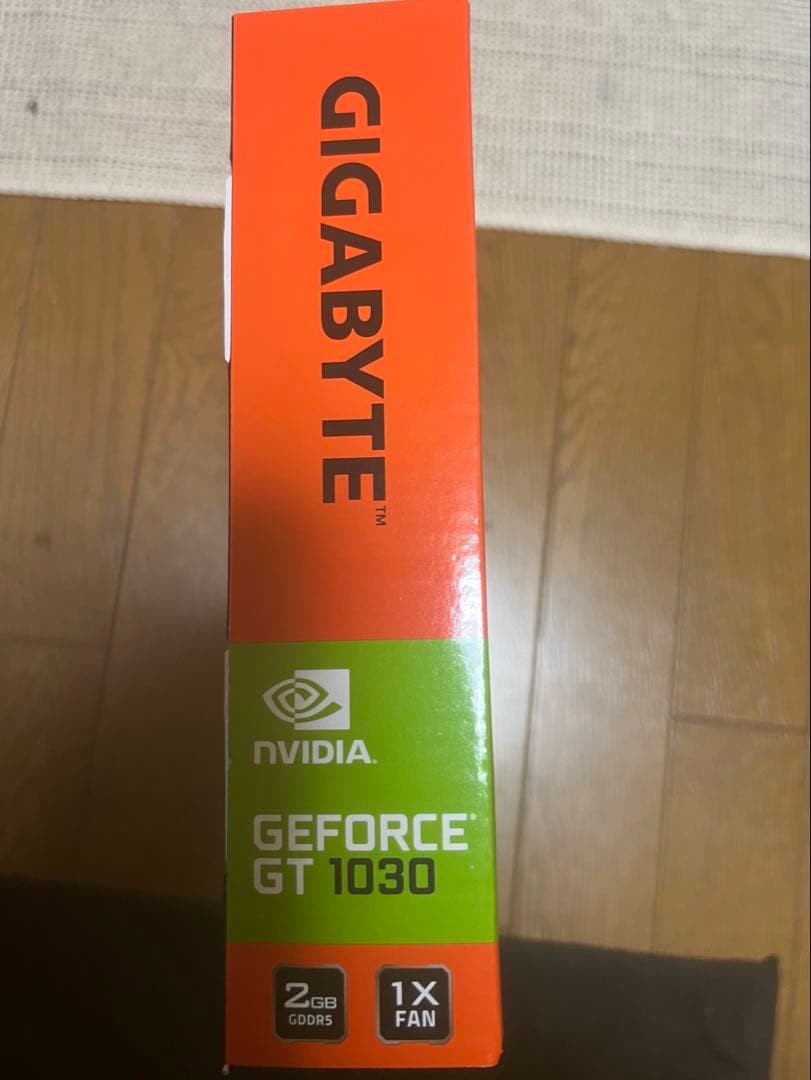 GIGABYTE™
NVIDIA.
GEFORCE®
GT 1030
2GB
GDDR5
1X
FAN